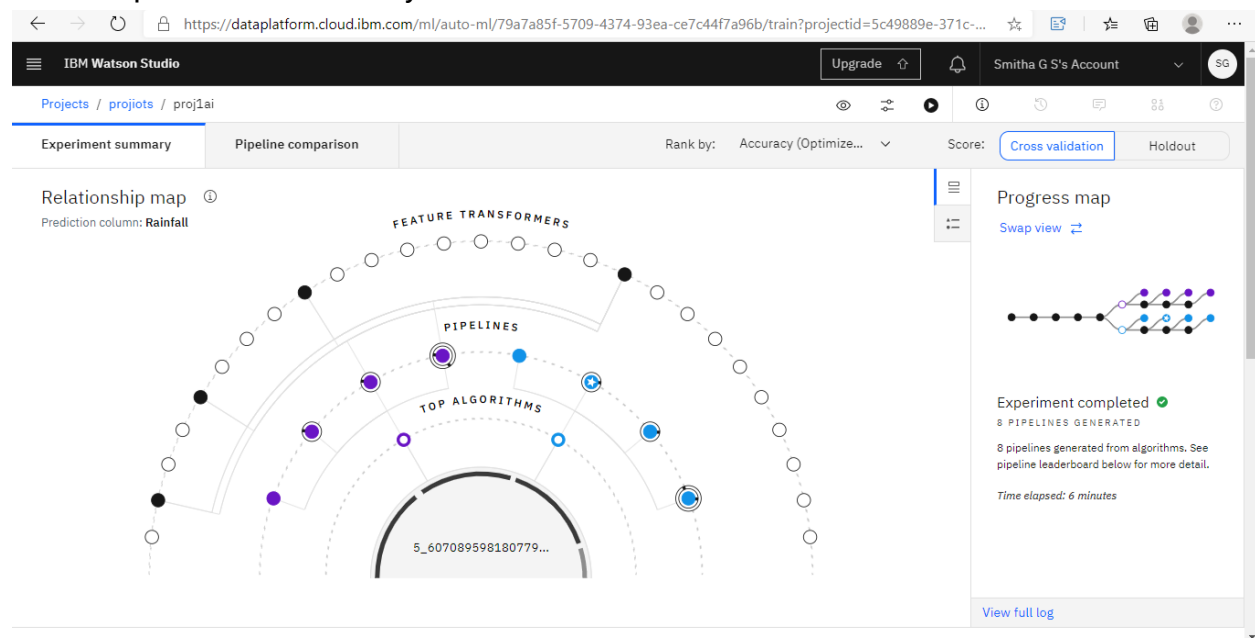 https://dataplatform.cloud.ibm.com/ml/auto-ml/79a7a85f-5709-4374-93ea-ce7c44f7a96b/train?projectid=5c49889e-371c-...
IBM Watson Studio
Upgrade
Smitha G S's Account
SG
Projects / projiots / proj1ai
Experiment summary
Pipeline comparison
Rank by: Accuracy (Optimize...
Score: Cross validation Holdout
Relationship map
Prediction column: Rainfall
FEATURE TRANSFORMERS
PIPELINES
TOP ALGORITHMS
5_607089598180779...
Progress map
Swap view
Experiment completed
8 PIPELINES GENERATED
8 pipelines generated from algorithms. See
pipeline leaderboard below for more detail.
Time elapsed: 6 minutes
View full log